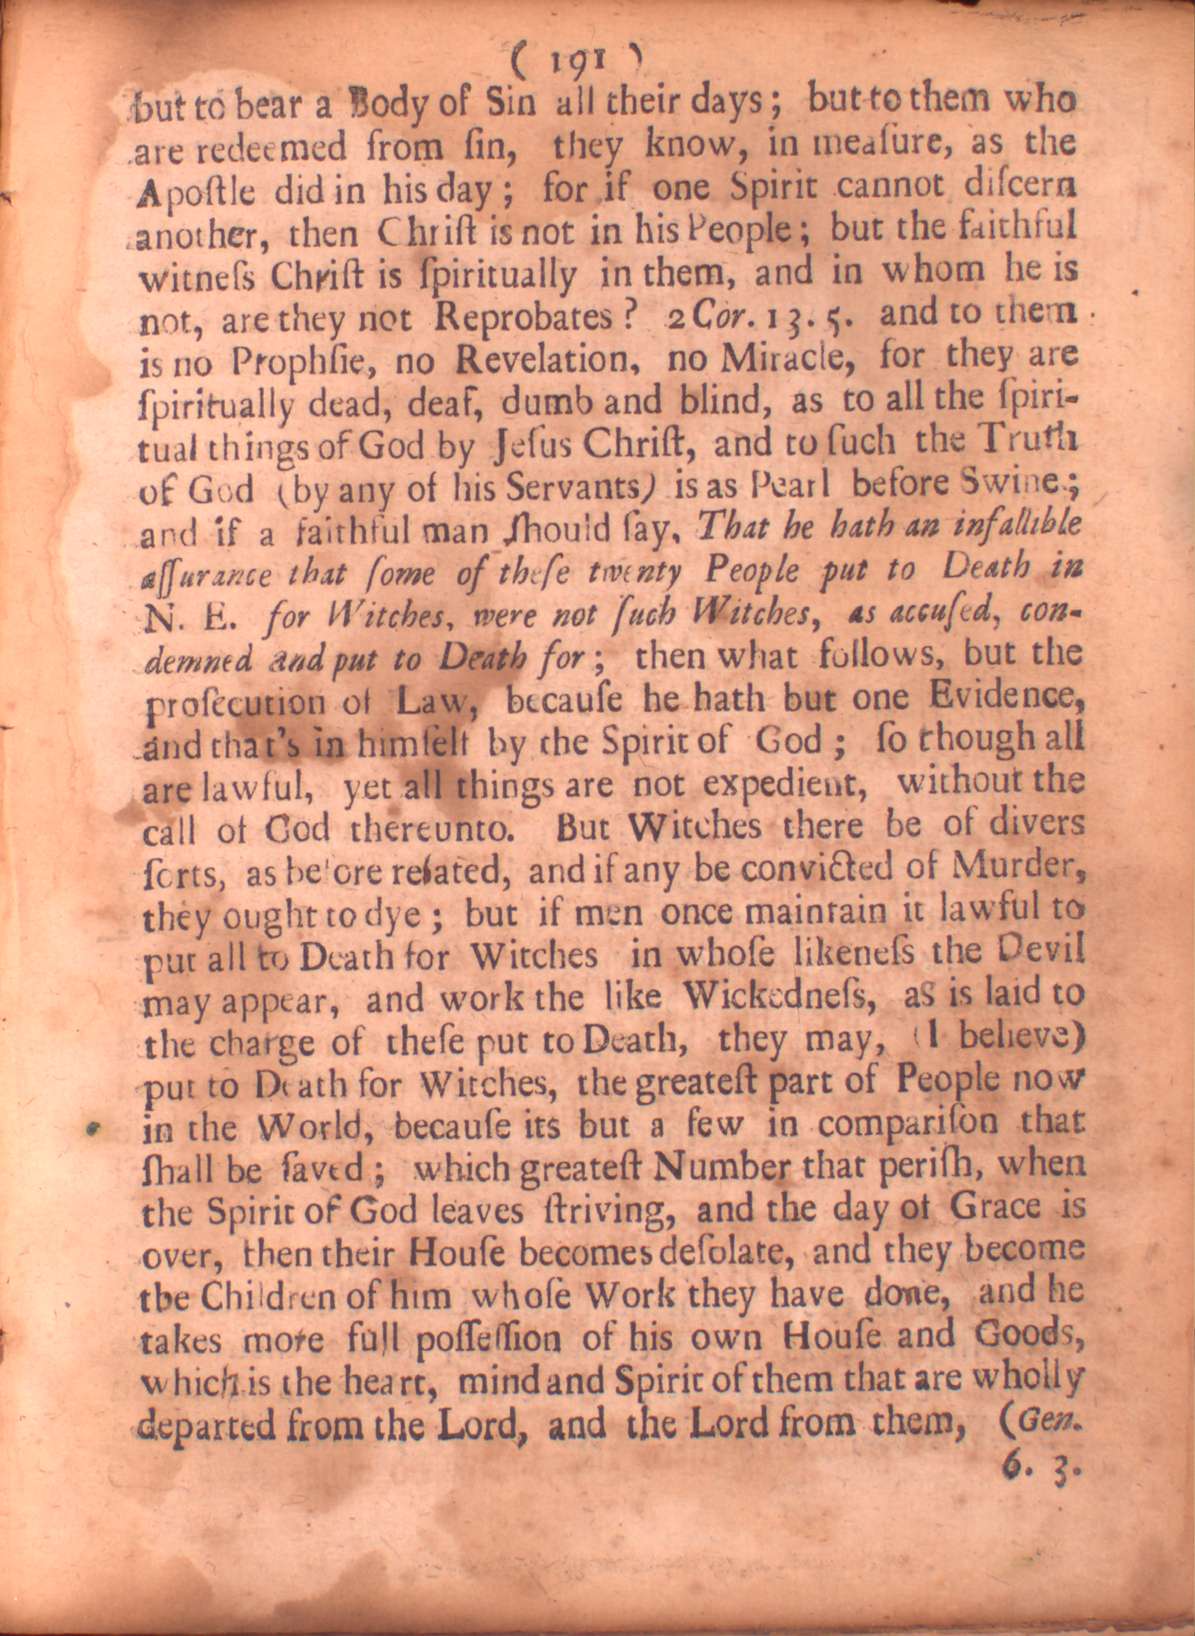 ( 191 )
but to bear a Body of Sin all their days; but to them who
are redeemed from ſin, they know, in meaſure, as the
Apoſtle did in his day; for if one Spirit cannot diſcern
another, then Chriſt is not in his People; but the faithful
witneſs Chriſt is ſpiritually in them, and in whom he is
not, are they not Reprobates? 2 Cor. 13. 5. and to them
is no Prophſie, no Revelation, no Miracle, for they are
ſpiritually dead, deaf, dumb and blind, as to all the ſpiri-
tual things of God by Jeſus Chriſt, and to ſuch the Truth
of God (by any of his Servants) is as Pearl before Swine;
and if a faithful man ſhould ſay, That he hath an infallible
aſſurance that ſome of theſe twenty People put to Death in
N. E. for Witches, were not ſuch Witches, as accuſed, con-
demned and put to Death for; then what follows, but the
proſecution of Law, becauſe he hath but one Evidence,
and that's in himſelf by the Spirit of God; ſo though all
are lawful, yet all things are not expedient, without the
call of God thereunto. But Witches there be of divers
ſorts, as before related, and if any be convicted of Murder,
they ought to dye; but if men once maintain it lawful to
put all to Death for Witches in whoſe likeneſs the Devil
may appear, and work the like Wickedneſs, as is laid to
the charge of theſe put to Death, they may, (I believe)
put to Death for Witches, the greateſt part of People now
in the World, becauſe its but a few in compariſon that
ſhall be ſaved; which greateſt Number that periſh, when
the Spirit of God leaves ſtriving, and the day of Grace is
over, then their Houſe becomes deſolate, and they become
tbe Children of him whoſe Work they have done, and he
takes more full poſſeſſion of his own Houſe and Goods,
which is the heart, mind and Spirit of them that are wholly
departed from the Lord, and the Lord from them, (Gen.
6. 3.